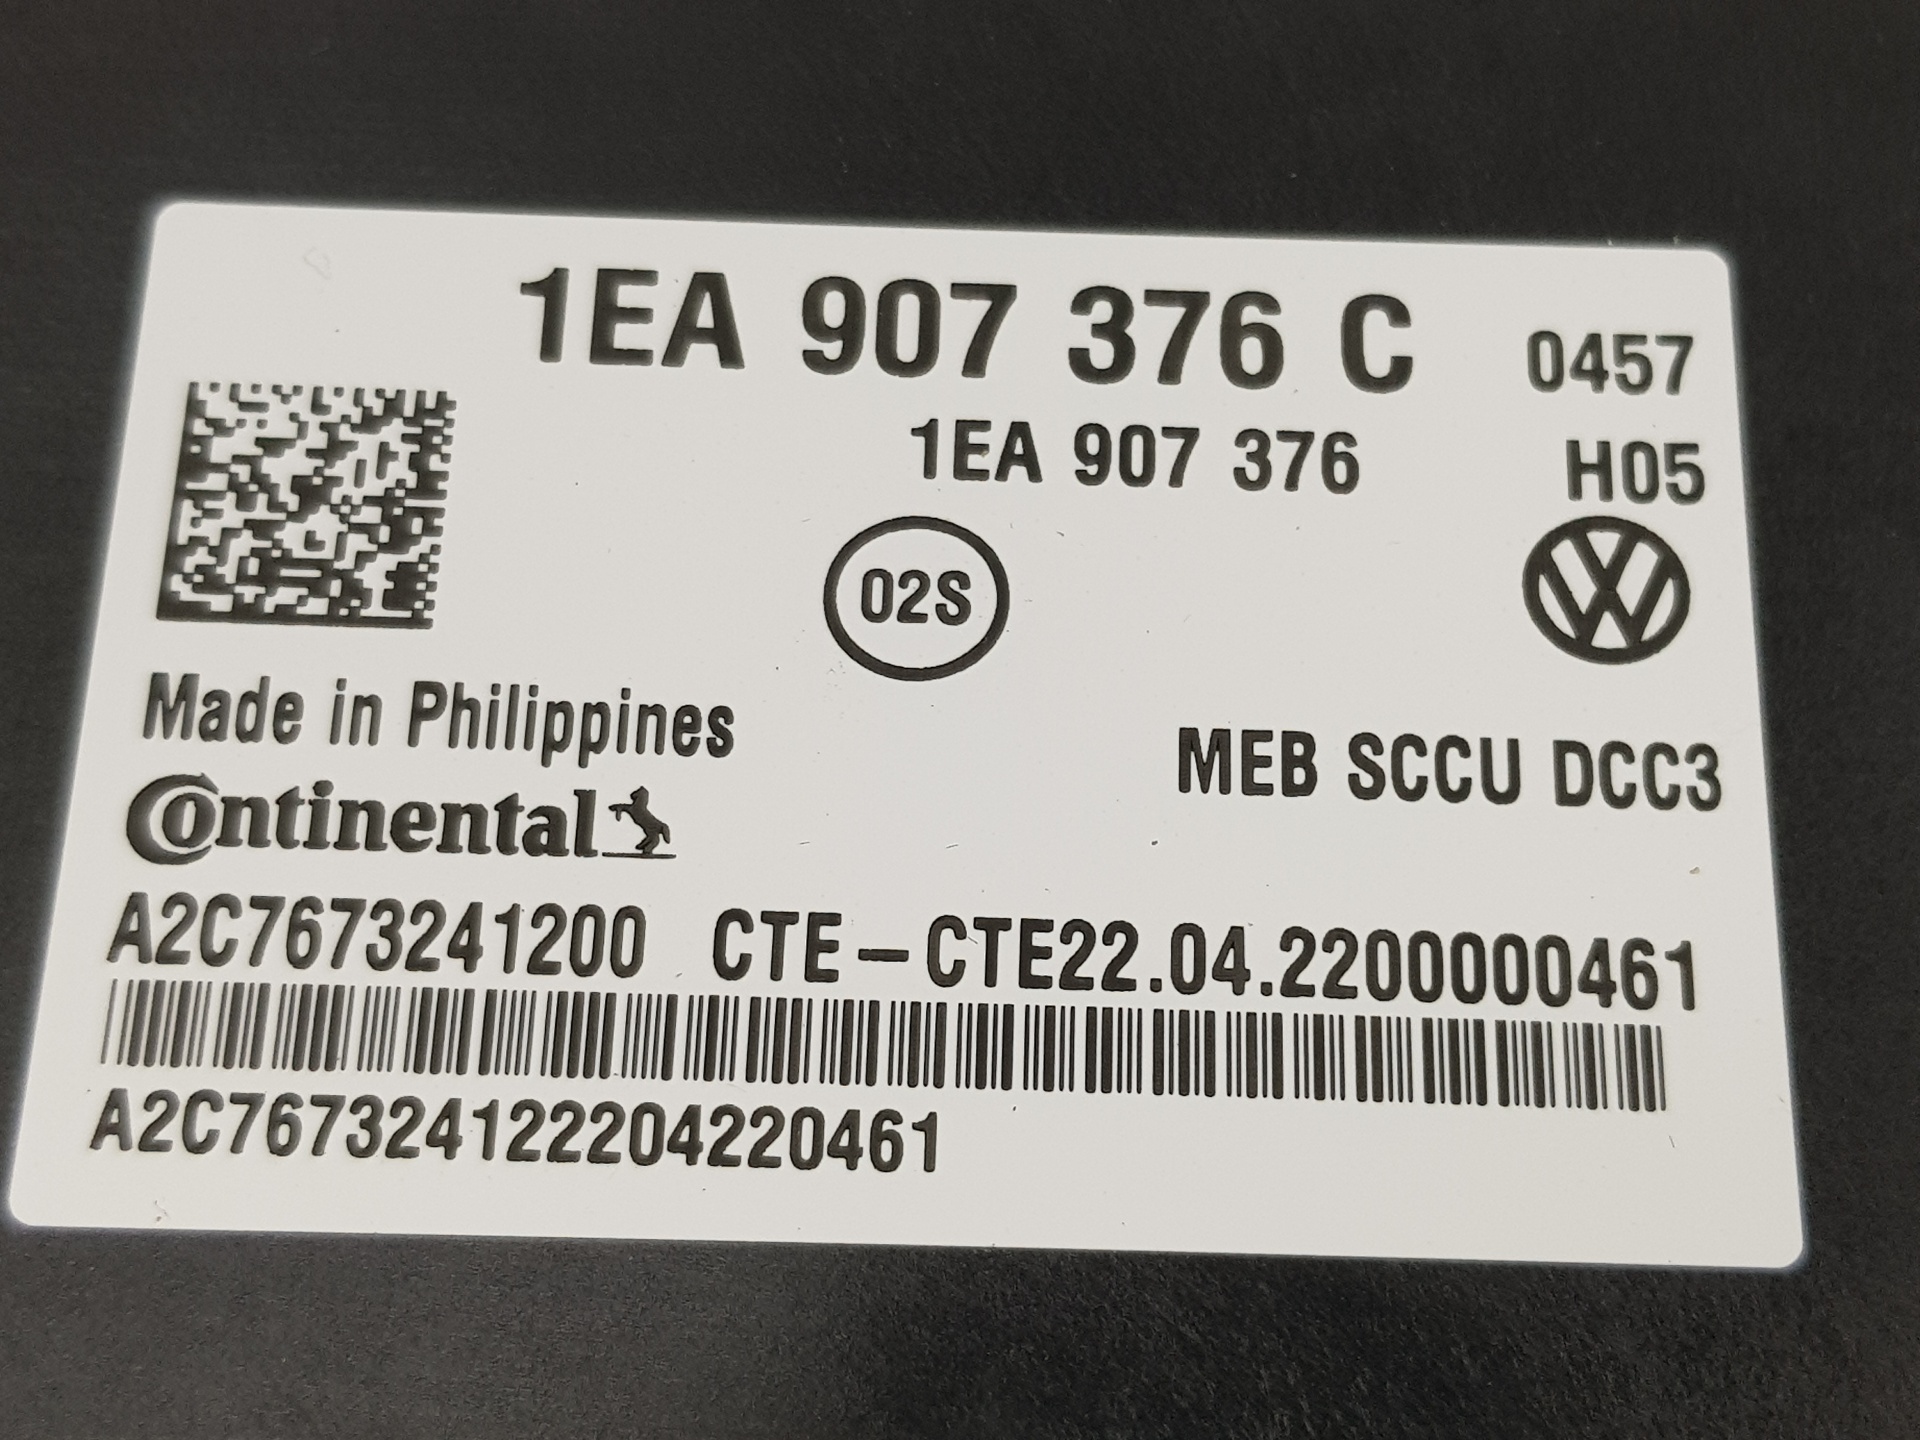 1EA 907 376 C 0457
1EA 907 376 H05
02S
Made in Philippines
MEB SCCU DCC3
Continental
A2C7673241200 CTE-CTE22.04.2200000461
A2C7673241222204220461